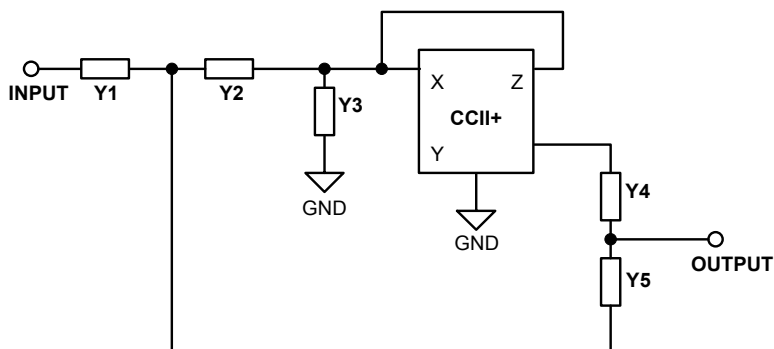 INPUT
Y1
Y2
Y3
GND
X
Z
CCII+
Y
GND
Y4
OUTPUT
Y5